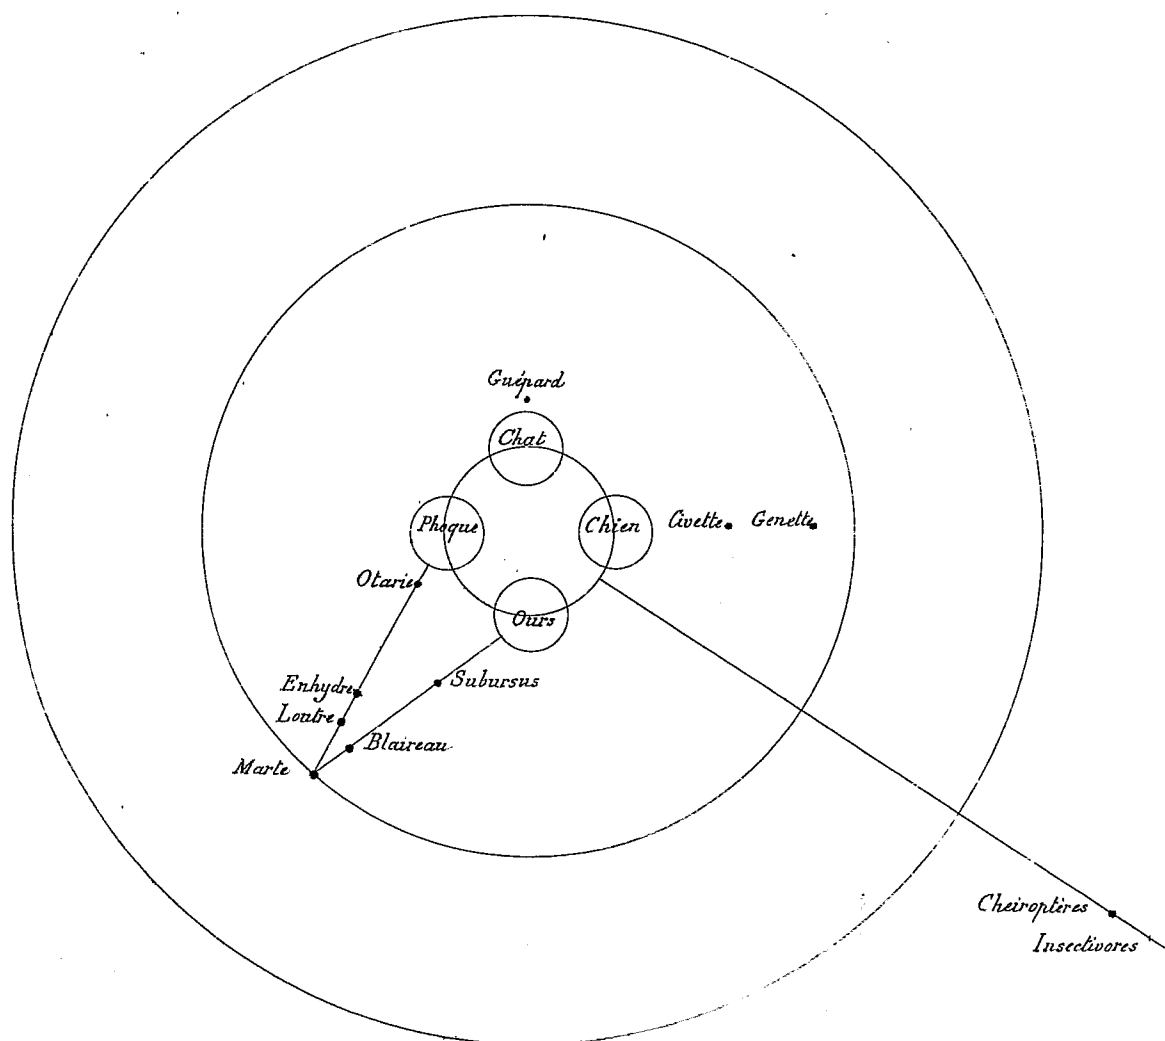 Guépard
Chat
Phoque
Chien
Civette
Genette
Otarie
Ours
Enhydre
Subursus
Loutre
Blaireau
Marte
Cheiroptères
Insectivores